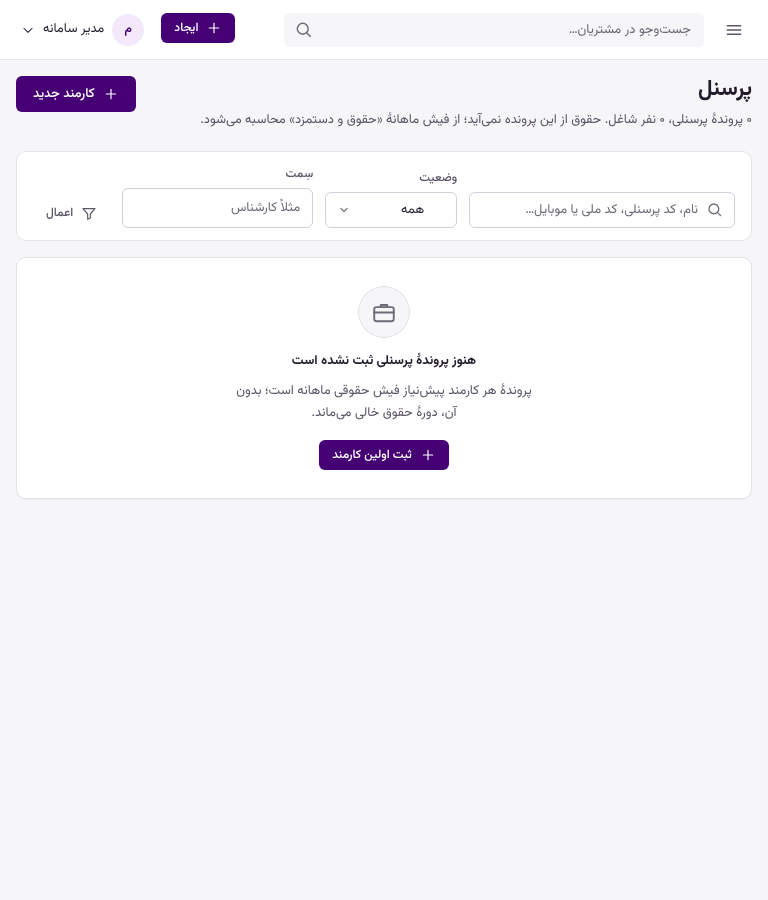 جست‌وجو در مشتریان…
ایجاد
م
مدیر سامانه
پرسنل
۰ پروندهٔ پرسنلی، ۰ نفر شاغل. حقوق از این پرونده نمی‌آید؛ از فیش ماهانهٔ «حقوق و دستمزد» محاسبه می‌شود.
کارمند جدید
نام، کد پرسنلی، کد ملی یا موبایل…
وضعیت
همه
سِمت
مثلاً کارشناس
اعمال
هنوز پروندهٔ پرسنلی ثبت نشده است
پروندهٔ هر کارمند پیش‌نیاز فیش حقوقی ماهانه است؛ بدون
آن، دورهٔ حقوق خالی می‌ماند.
ثبت اولین کارمند